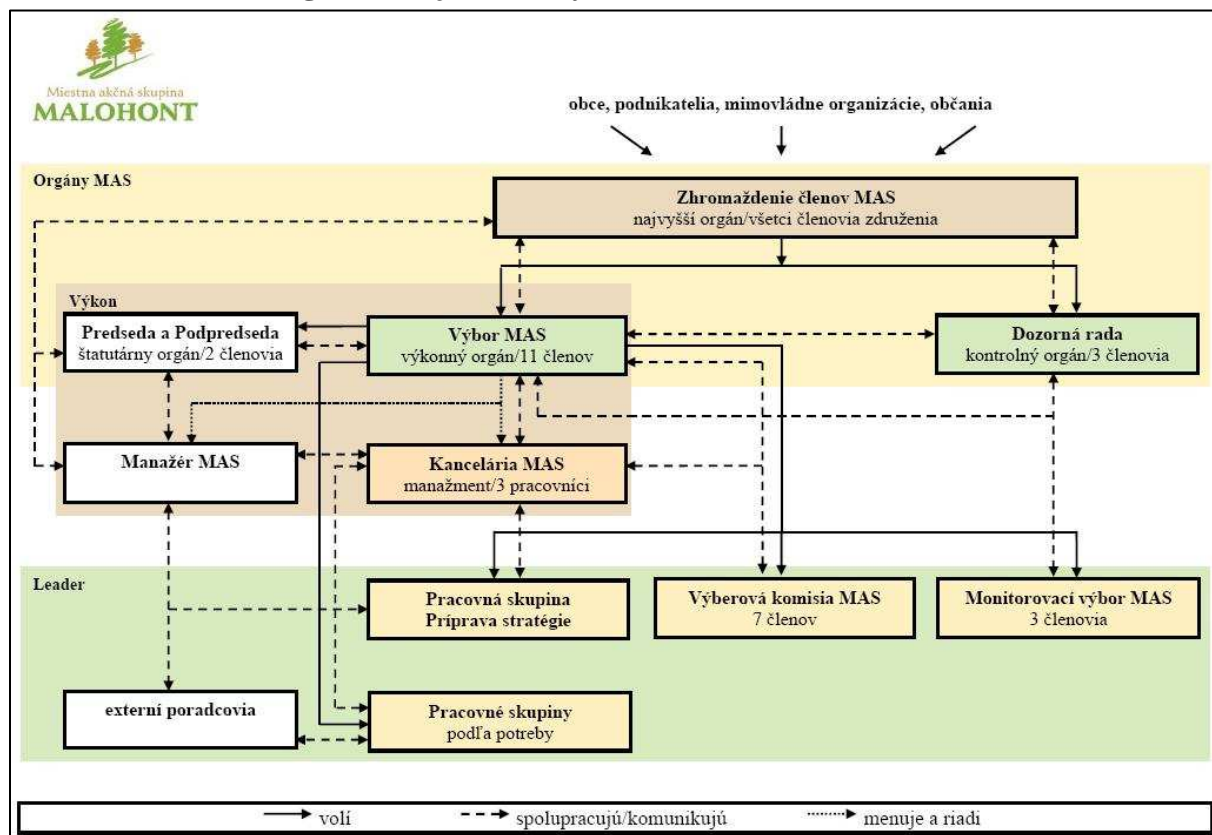 Miestna akčná skupina
MALOHONT
obce, podnikatelia, mimovládne organizácie, občania
Orgány MAS
Zhromaždenie členov MAS
najvyšší orgán/všetci členovia združenia
Výkon
Predseda a Podpredseda
štatutárny orgán/2 členovia
Výbor MAS
výkonný orgán/11 členov
Dozorná rada
kontrolný orgán/3 členovia
Manažér MAS
Kancelária MAS
manažment/3 pracovníci
Leader
Pracovná skupina
Príprava stratégie
Výberová komisia MAS
7 členov
Monitorovací výbor MAS
3 členovia
externí poradcovia
Pracovné skupiny
podľa potreby
volí
spolupracujú/komunikujú
menuje a riadi